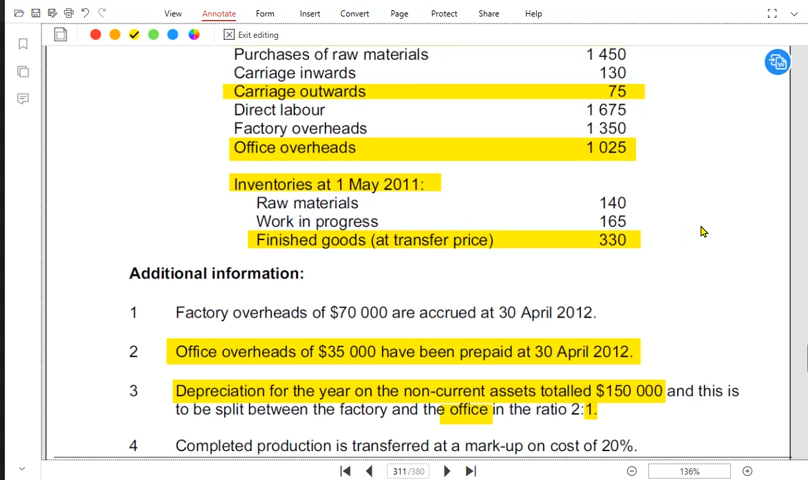 View Annotate Form Insert Convert Page Protect Share Help
Exit editing
Purchases of raw materials 1 450
Carriage inwards 130
Carriage outwards 75
Direct labour 1 675
Factory overheads 1 350
Office overheads 1 025
Inventories at 1 May 2011:
Raw materials 140
Work in progress 165
Finished goods (at transfer price) 330
Additional information:
1 Factory overheads of $70 000 are accrued at 30 April 2012.
2 Office overheads of $35 000 have been prepaid at 30 April 2012.
3 Depreciation for the year on the non-current assets totalled $150 000 and this is
to be split between the factory and the office in the ratio 2:1.
4 Completed production is transferred at a mark-up on cost of 20%.
311 /380 136%